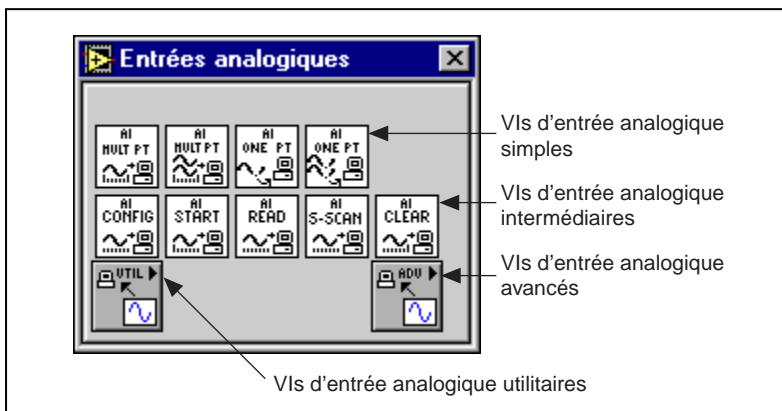 Entrées analogiques
AI MULT PT
AI MULT PT
AI ONE PT
AI ONE PT
VIs d'entrée analogique
simples
AI CONFIG
AI START
AI READ
AI S-SCAN
AI CLEAR
VIs d'entrée analogique
intermédiaires
UTIL
ADV
VIs d'entrée analogique
avancés
VIs d'entrée analogique utilitaires